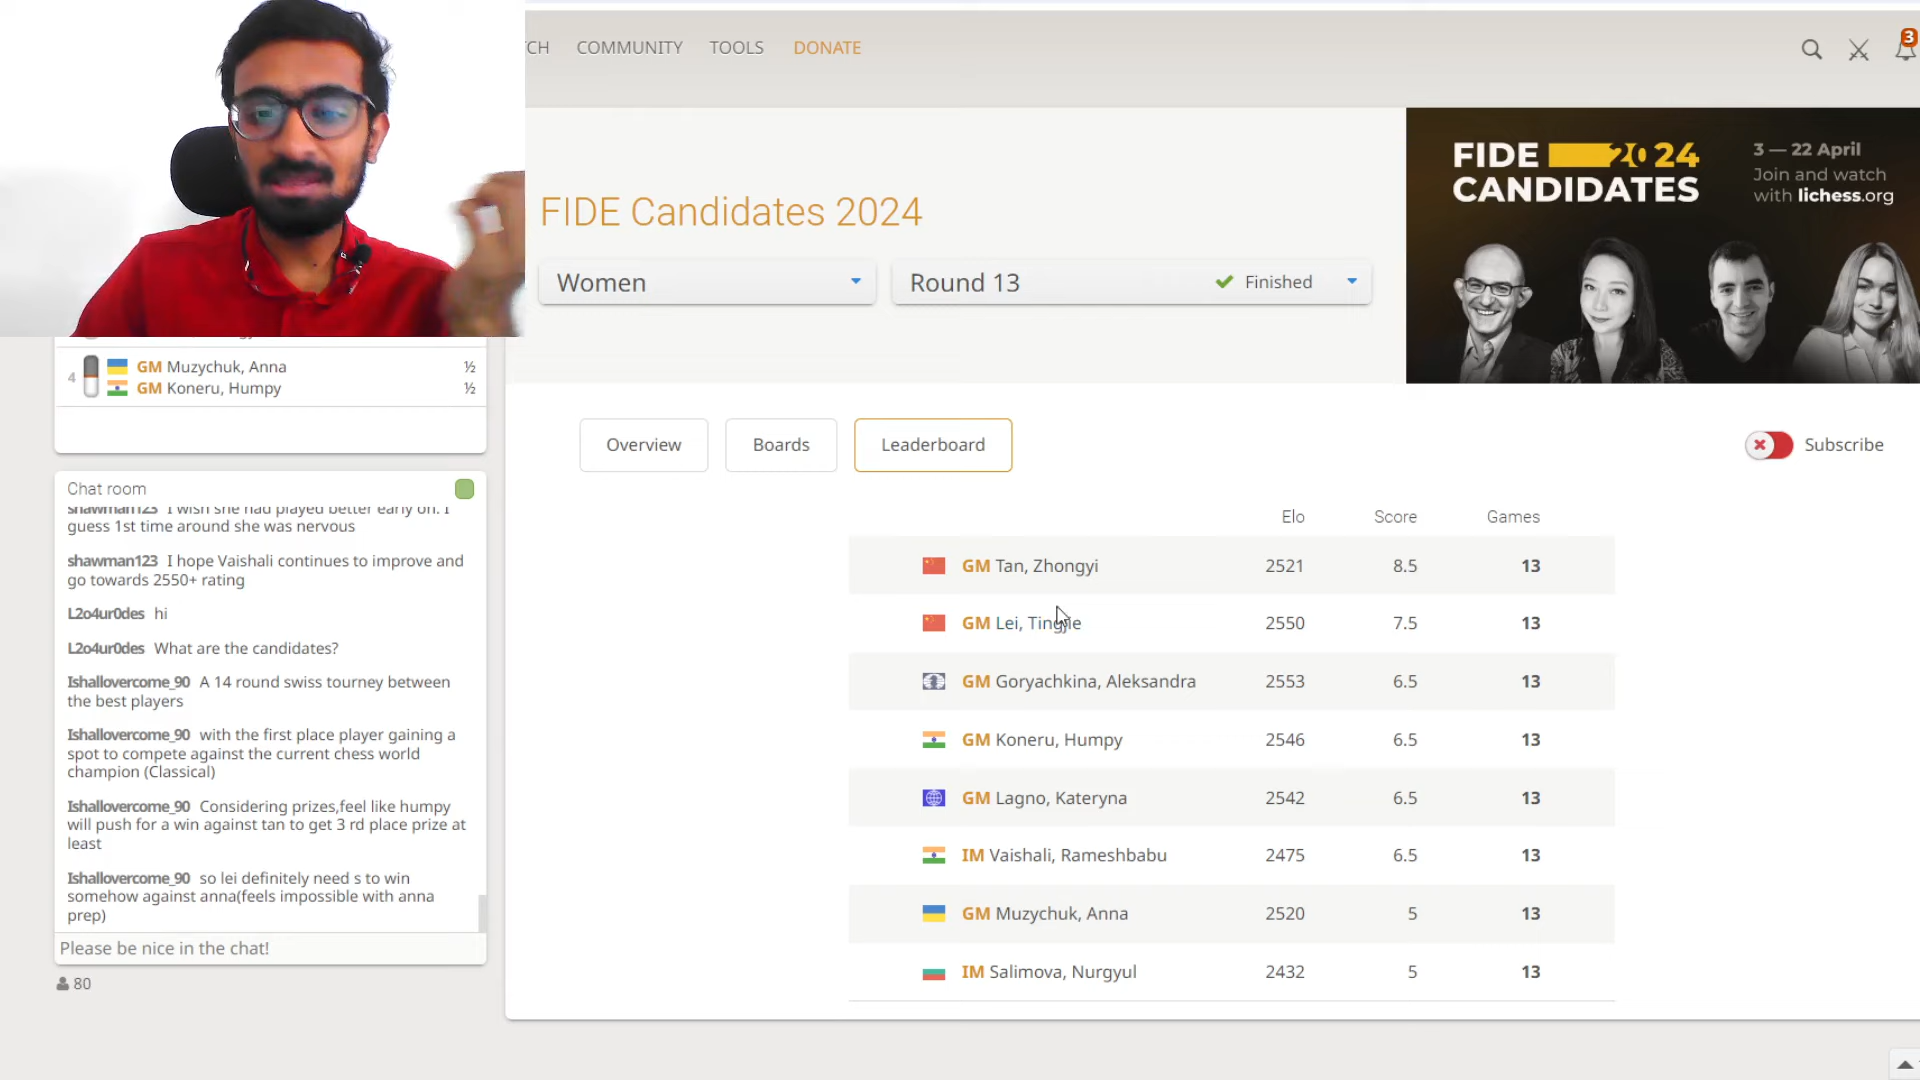 TCH COMMUNITY TOOLS DONATE
3
FIDE Candidates 2024
Women
Round 13 Finished
FIDE 2024
CANDIDATES
3 — 22 April
Join and watch
with lichess.org
4
GM Muzychuk, Anna ½
GM Koneru, Humpy ½
Overview Boards Leaderboard
Subscribe
Chat room
shawman123 I wish she had played better early on. I
guess 1st time around she was nervous
shawman123 I hope Vaishali continues to improve and
go towards 2550+ rating
L2o4ur0des hi
L2o4ur0des What are the candidates?
Ishallovercome_90 A 14 round swiss tourney between
the best players
Ishallovercome_90 with the first place player gaining a
spot to compete against the current chess world
champion (Classical)
Ishallovercome_90 Considering prizes,feel like humpy
will push for a win against tan to get 3 rd place prize at
least
Ishallovercome_90 so lei definitely need s to win
somehow against anna(feels impossible with anna
prep)
Please be nice in the chat!
80
Elo Score Games
GM Tan, Zhongyi 2521 8.5 13
GM Lei, Tingjie 2550 7.5 13
GM Goryachkina, Aleksandra 2553 6.5 13
GM Koneru, Humpy 2546 6.5 13
GM Lagno, Kateryna 2542 6.5 13
IM Vaishali, Rameshbabu 2475 6.5 13
GM Muzychuk, Anna 2520 5 13
IM Salimova, Nurgyul 2432 5 13